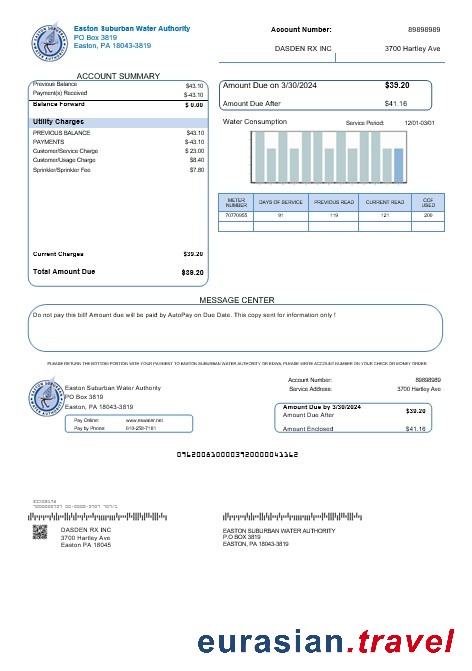 Easton Suburban Water Authority
PO Box 3819
Easton, PA 18043-3819
Account Number: 89898989
DASDEN RX INC 3700 Hartley Ave
ACCOUNT SUMMARY
Previous Balance $43.10
Payment(s) Received $-43.10
Balance Forward $ 0.00
Utility Charges
PREVIOUS BALANCE $43.10
PAYMENTS $-43.10
Customer/Service Charge $ 23.00
Customer/Usage Charge $8.40
Sprinkler/Sprinkler Fee $7.80
Current Charges $39.20
Total Amount Due $39.20
Amount Due on 3/30/2024 $39.20
Amount Due After $41.16
Water Consumption Service Period: 12/01-03/01
METER NUMBER DAYS OF SERVICE PREVIOUS READ CURRENT READ CCF USED
70770955 91 119 121 200
MESSAGE CENTER
Do not pay this bill! Amount due will be paid by AutoPay on Due Date. This copy sent for information only !
PLEASE RETURN THE BOTTOM PORTION WITH YOUR PAYMENT TO EASTON SUBURBAN WATER AUTHORITY OR ESWA, PLEASE WRITE ACCOUNT NUMBER ON YOUR CHECK OR MONEY ORDER
Easton Suburban Water Authority
PO Box 3819
Easton, PA 18043-3819
Pay Online: www.eswater.net
Pay by Phone: 610-258-7181
Account Number: 89898989
Service Address: 3700 Hartley Ave
Amount Due by 3/30/2024 $39.20
Amount Due After
Amount Enclosed $41.16
DASDEN RX INC
3700 Hartley Ave
Easton PA 18045
EASTON SUBURBAN WATER AUTHORITY
P.O BOX 3819
EASTON, PA 18043-3819
eurasian.travel